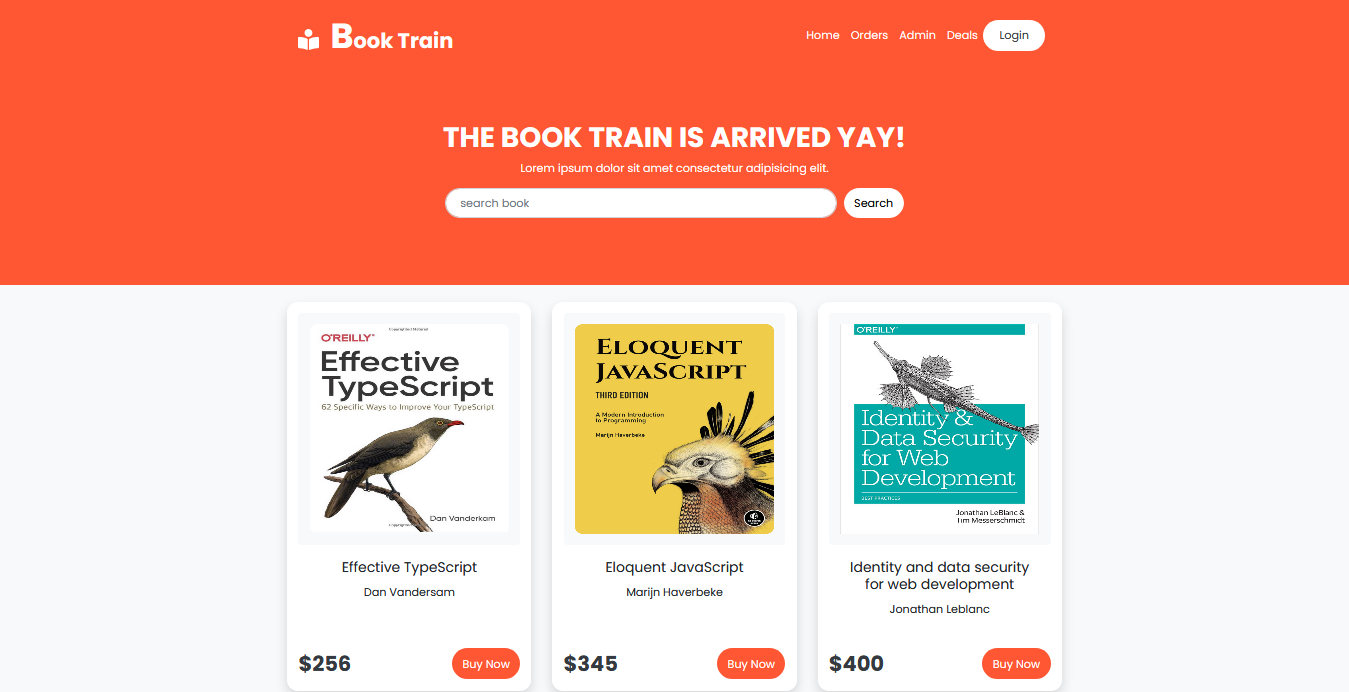 Book Train
Home Orders Admin Deals Login
THE BOOK TRAIN IS ARRIVED YAY!
Lorem ipsum dolor sit amet consectetur adipisicing elit.
search book Search
O'REILLY™
Effective
TypeScript
62 Specific Ways to Improve Your TypeScript
Dan Vanderkam
Effective TypeScript
Dan Vandersam
$256 Buy Now
ELOQUENT
JAVASCRIPT
THIRD EDITION
A Modern Introduction
to Programming
Marijn Haverbeke
Eloquent JavaScript
Marijn Haverbeke
$345 Buy Now
O'REILLY™
Identity &
Data Security
for Web
Development
BEST PRACTICES
Jonathan LeBlanc &
Tim Messerschmidt
Identity and data security
for web development
Jonathan Leblanc
$400 Buy Now